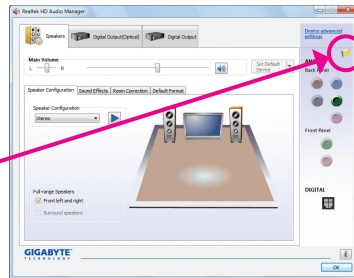 Realtek HD Audio Manager
Speakers
Digital Output(Optical)
Digital Output
Device advanced
settings
Main Volume
L
R
Set Default
Device
Back Panel
Speaker Configuration
Sound Effects
Room Correction
Default Format
Speaker Configuration
Stereo
Front Panel
Full-range Speakers
Front left and right
Surround speakers
DIGITAL
GIGABYTE
TECHNOLOGY
OK